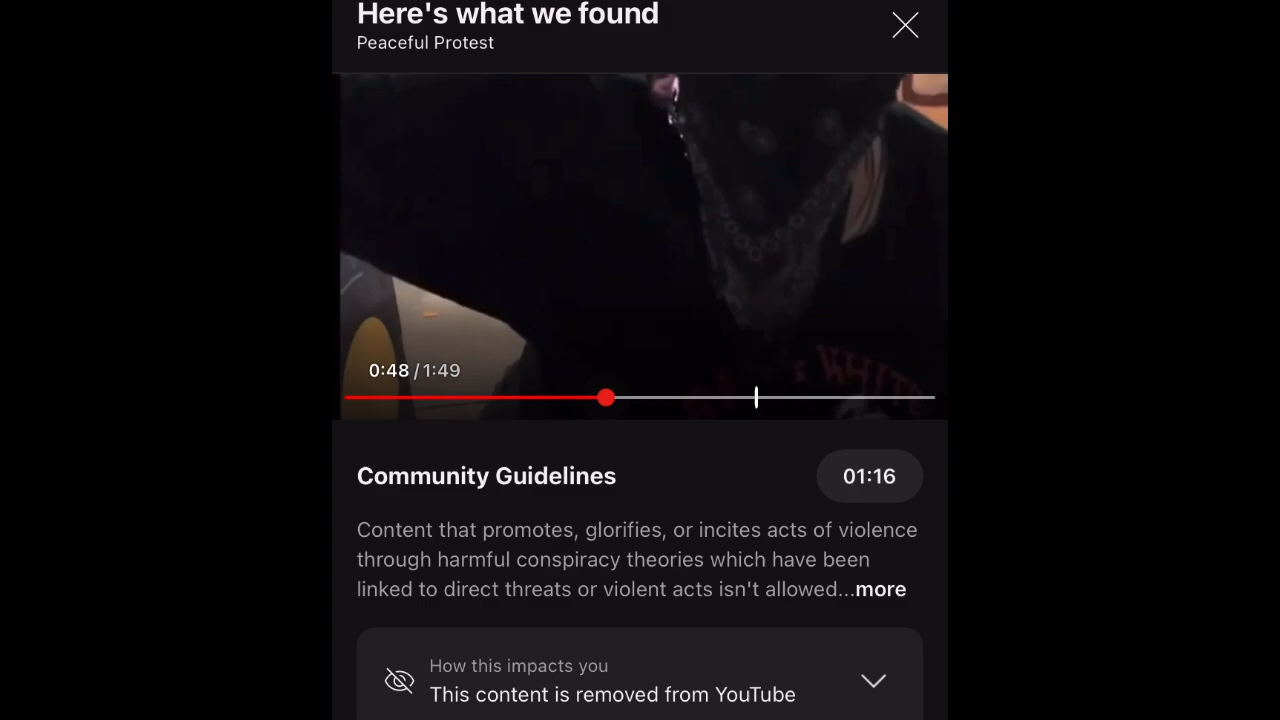 Here's what we found
Peaceful Protest
WHITE
0:48 / 1:49
Community Guidelines
01:16
Content that promotes, glorifies, or incites acts of violence
through harmful conspiracy theories which have been
linked to direct threats or violent acts isn't allowed...more
How this impacts you
This content is removed from YouTube